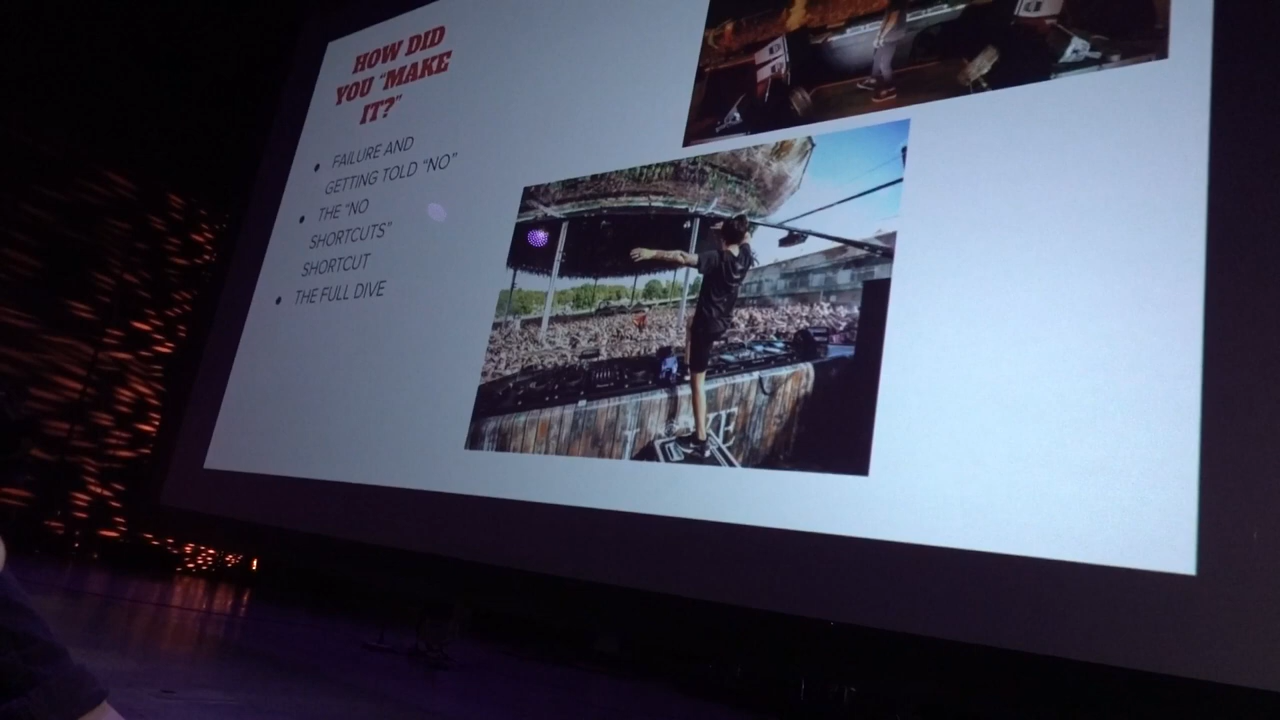 HOW DID
YOU "MAKE
IT?"
• FAILURE AND
GETTING TOLD "NO"
• THE "NO
SHORTCUTS"
SHORTCUT
• THE FULL DIVE